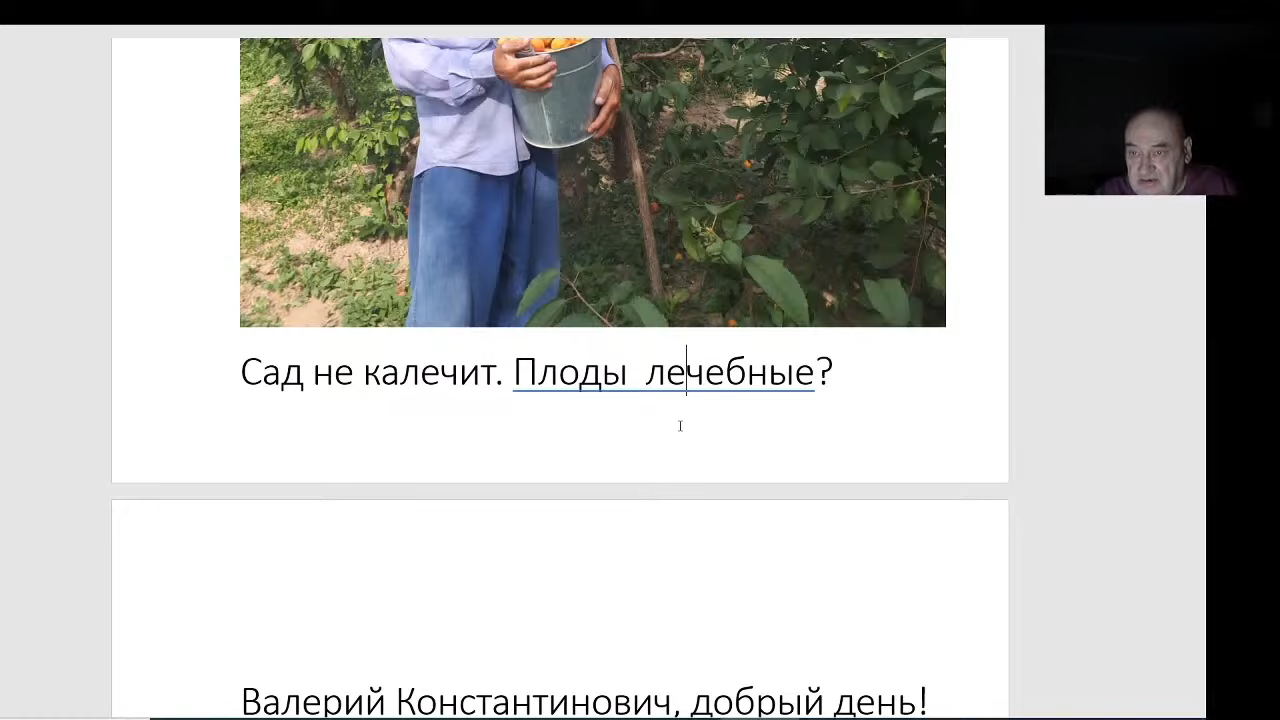 Сад не калечит. Плоды  лечебные?
Валерий Константинович, добрый день!